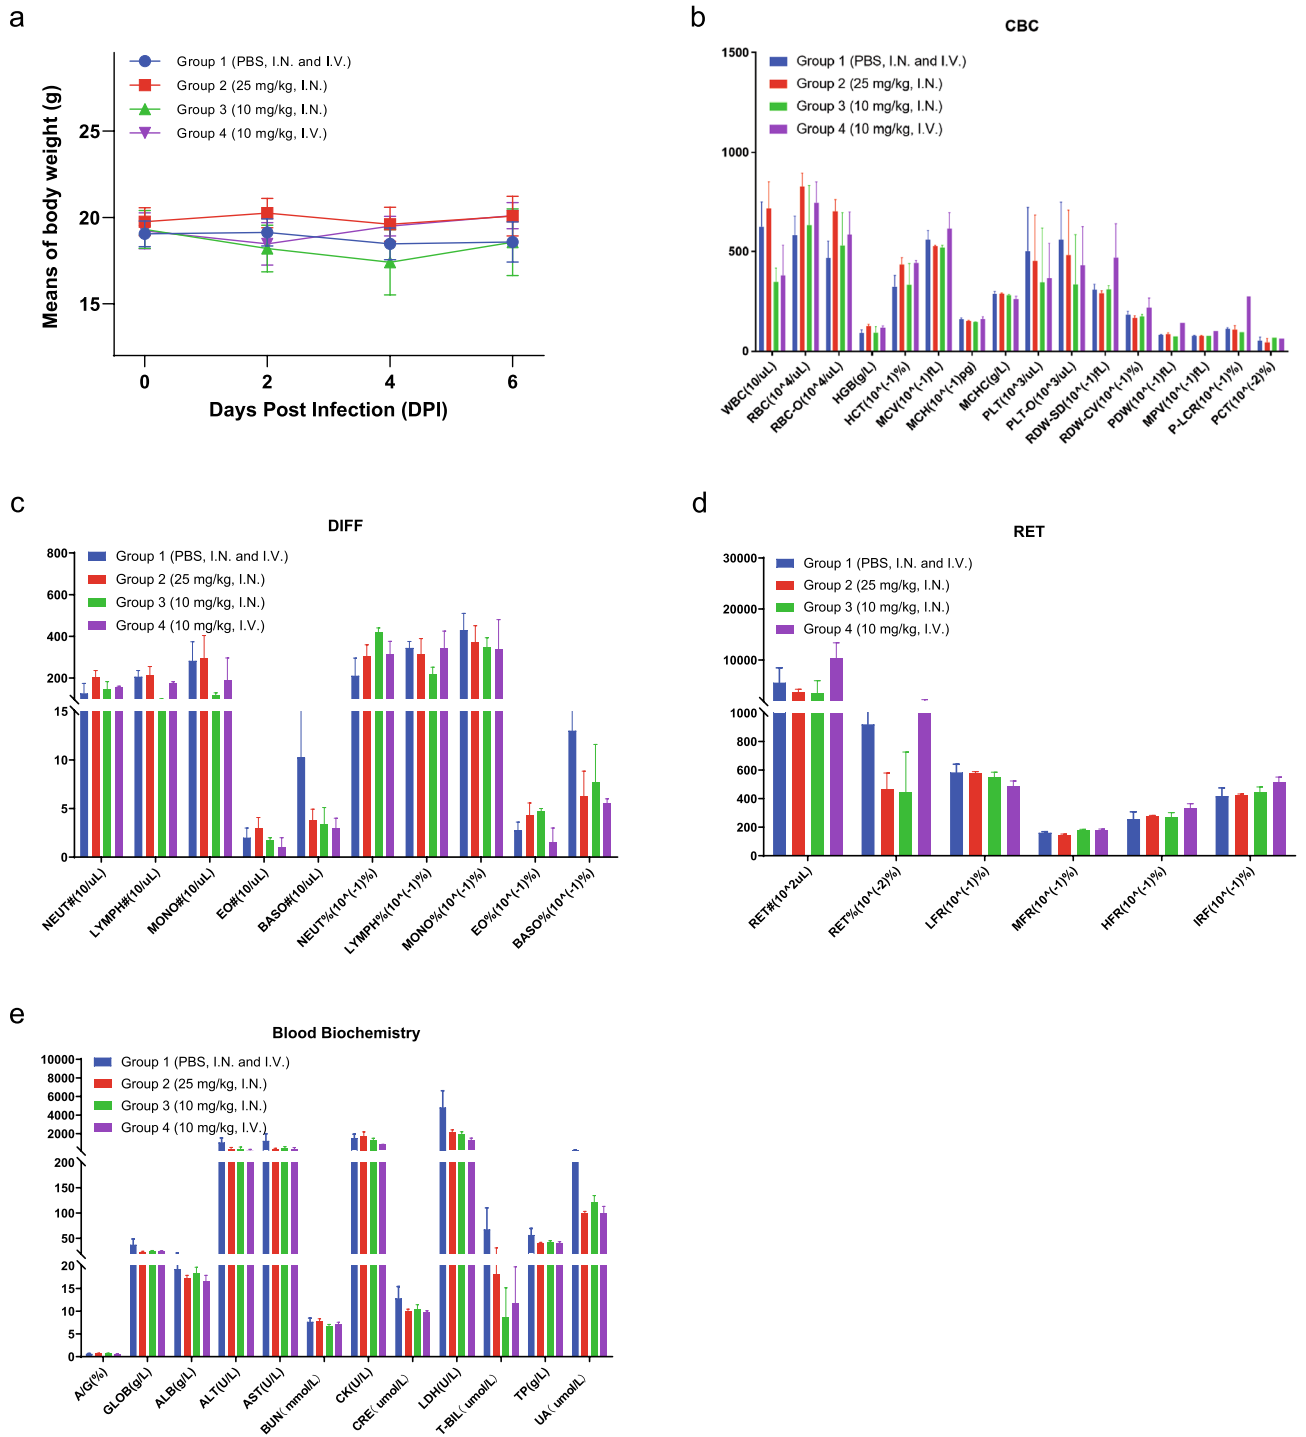 a
Group 1 (PBS, I.N. and I.V.)
Group 2 (25 mg/kg, I.N.)
Group 3 (10 mg/kg, I.N.)
Group 4 (10 mg/kg, I.V.)
Means of body weight (g)
25
20
15
0 2 4 6
Days Post Infection (DPI)
b
CBC
Group 1 (PBS, I.N. and I.V.)
Group 2 (25 mg/kg, I.N.)
Group 3 (10 mg/kg, I.N.)
Group 4 (10 mg/kg, I.V.)
1500
1000
500
0
WBC(10/uL)
RBC(10^4/uL)
RBC-O(10^4/uL)
HGB(g/L)
HCT(10^(-1)%)
MCV(10^(-1)fL)
MCH(10^(-1)pg)
MCHC(g/L)
PLT(10^3/uL)
PLT-O(10^3/uL)
RDW-SD(10^(-1)fL)
RDW-CV(10^(-1)%)
PDW(10^(-1)fL)
MPV(10^(-1)fL)
P-LCR(10^(-1)%)
PCT(10^(-2)%)
c
DIFF
Group 1 (PBS, I.N. and I.V.)
Group 2 (25 mg/kg, I.N.)
Group 3 (10 mg/kg, I.N.)
Group 4 (10 mg/kg, I.V.)
800
600
400
200
15
10
5
0
NEUT#(10/uL)
LYMPH#(10/uL)
MONO#(10/uL)
EO#(10/uL)
BASO#(10/uL)
NEUT%(10^(-1)%)
LYMPH%(10^(-1)%)
MONO%(10^(-1)%)
EO%(10^(-1)%)
BASO%(10^(-1)%)
d
RET
Group 1 (PBS, I.N. and I.V.)
Group 2 (25 mg/kg, I.N.)
Group 3 (10 mg/kg, I.N.)
Group 4 (10 mg/kg, I.V.)
30000
20000
10000
1000
800
600
400
200
0
RET#(10^2uL)
RET%(10^(-2)%)
LFR(10^(-1)%)
MFR(10^(-1)%)
HFR(10^(-1)%)
IRF(10^(-1)%)
e
Blood Biochemistry
Group 1 (PBS, I.N. and I.V.)
Group 2 (25 mg/kg, I.N.)
Group 3 (10 mg/kg, I.N.)
Group 4 (10 mg/kg, I.V.)
10000
8000
6000
4000
2000
200
150
100
50
20
15
10
5
0
A/G(%)
GLOB(g/L)
ALB(g/L)
ALT(U/L)
AST(U/L)
BUN(mmol/L)
CK(U/L)
CRE(umol/L)
LDH(U/L)
T-BIL(umol/L)
TP(g/L)
UA(umol/L)